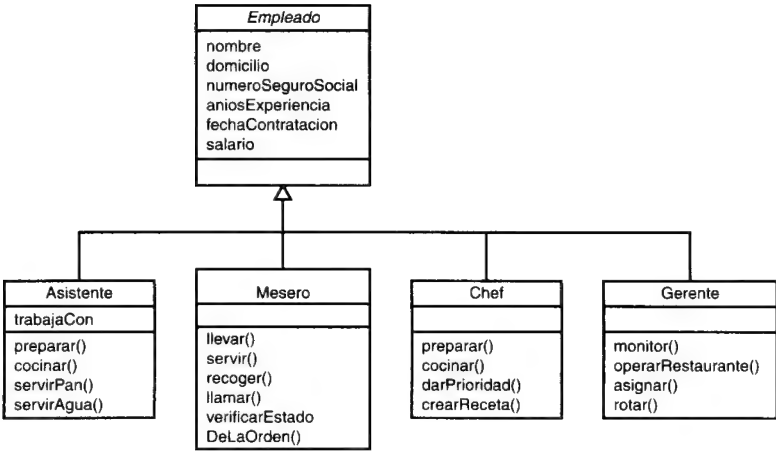 Empleado
nombre
domicilio
numeroSeguroSocial
aniosExperiencia
fechaContratacion
salario
Asistente
trabajaCon
preparar()
cocinar()
servirPan()
servirAgua()
Mesero
llevar()
servir()
recoger()
llamar()
verificarEstado
DeLaOrden()
Chef
preparar()
cocinar()
darPrioridad()
crearReceta()
Gerente
monitor()
operarRestaurante()
asignar()
rotar()